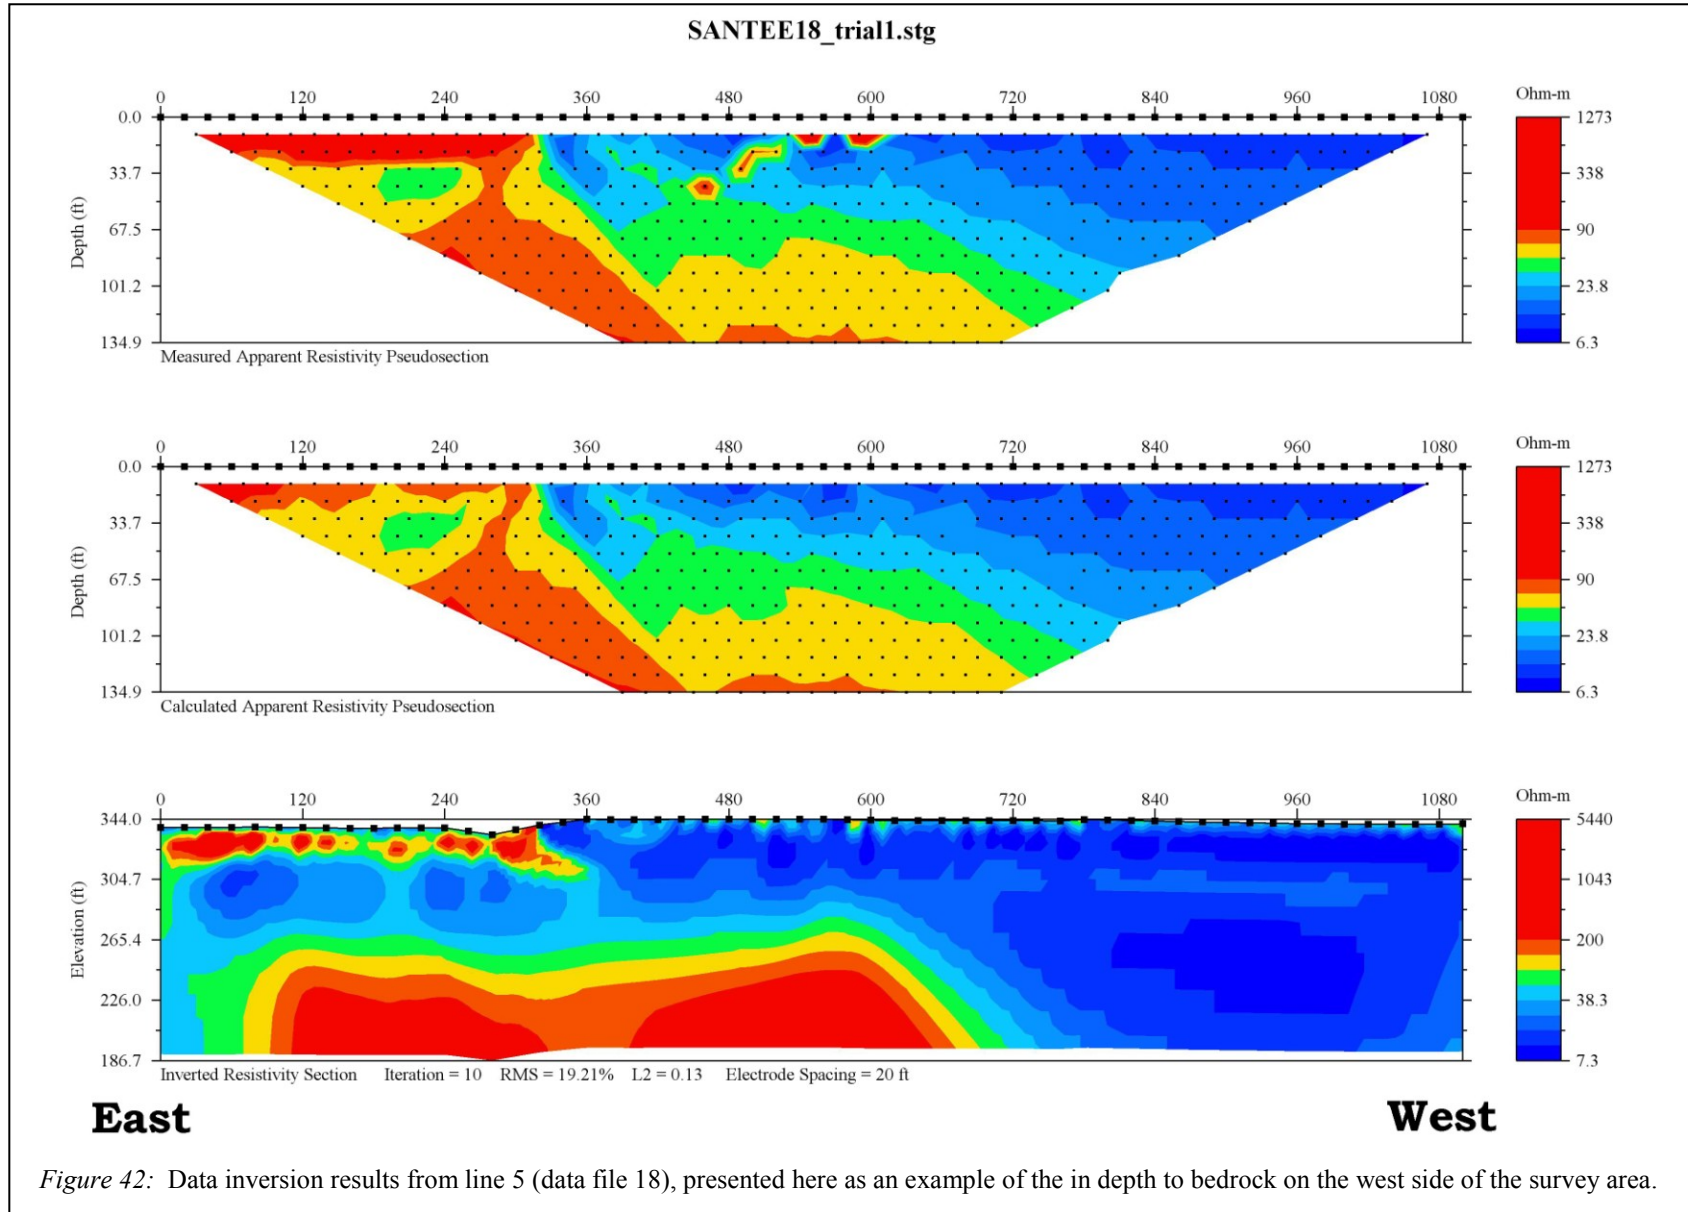 SANTEE18_trial1.stg
0 120 240 360 480 600 720 840 960 1080
Ohm-m
0.0
33.7
67.5
101.2
134.9
Depth (ft)
1273
338
90
23.8
6.3
Measured Apparent Resistivity Pseudosection
0 120 240 360 480 600 720 840 960 1080
Ohm-m
0.0
33.7
67.5
101.2
134.9
Depth (ft)
1273
338
90
23.8
6.3
Calculated Apparent Resistivity Pseudosection
0 120 240 360 480 600 720 840 960 1080
Ohm-m
344.0
304.7
265.4
226.0
186.7
Elevation (ft)
5440
1043
200
38.3
7.3
Inverted Resistivity Section Iteration = 10 RMS = 19.21% L2 = 0.13 Electrode Spacing = 20 ft
East West
Figure 42: Data inversion results from line 5 (data file 18), presented here as an example of the in depth to bedrock on the west side of the survey area.